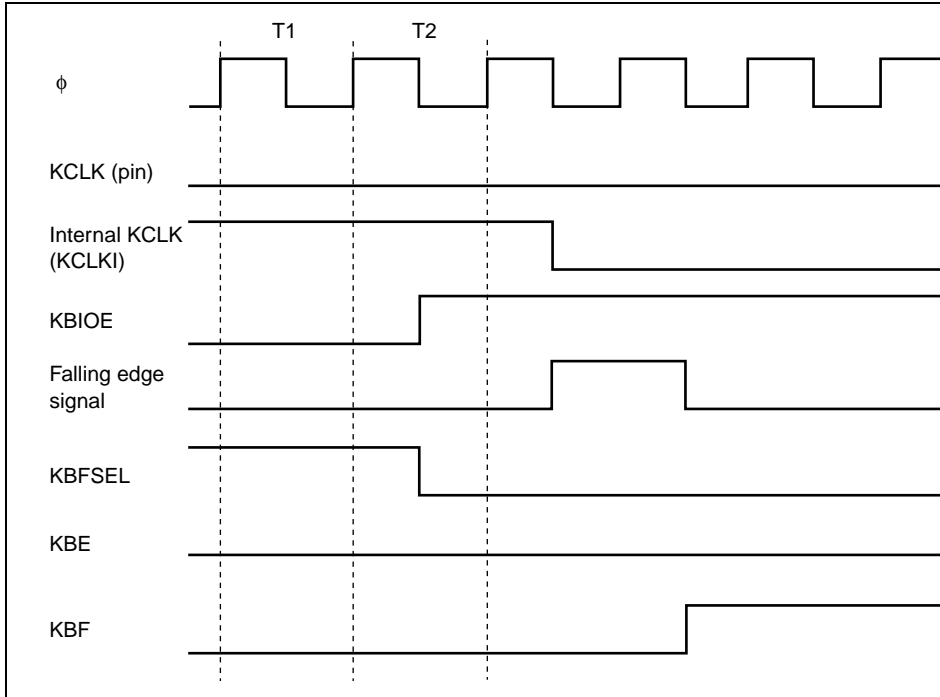 T1 T2
ϕ
KCLK (pin)
Internal KCLK
(KCLKI)
KBIOE
Falling edge
signal
KBFSEL
KBE
KBF